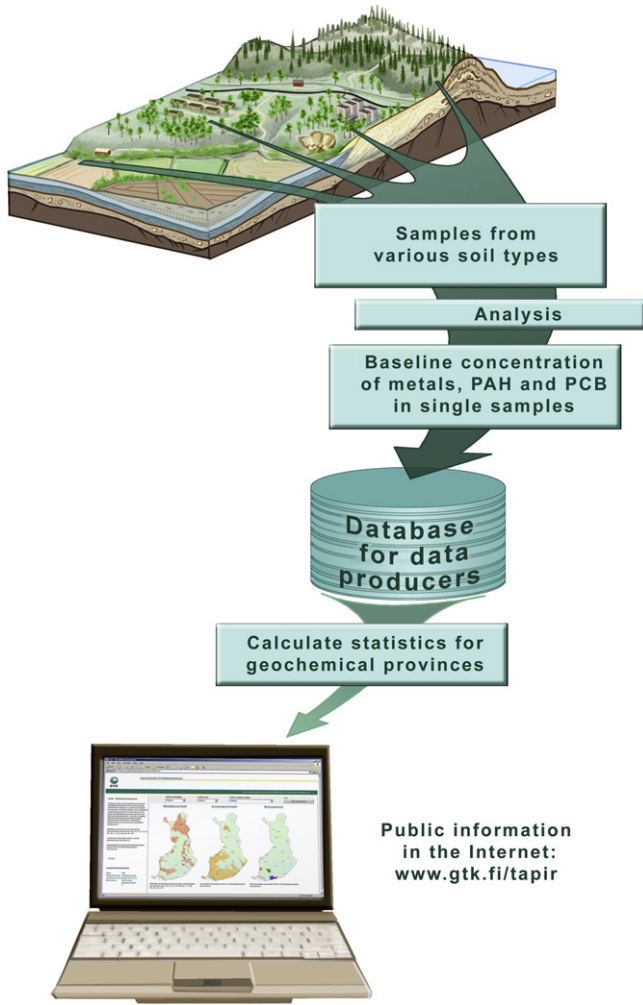 Samples from
various soil types
Analysis
Baseline concentration
of metals, PAH and PCB
in single samples
Database
for data
producers
Calculate statistics for
geochemical provinces
GTK
Public information
in the Internet:
www.gtk.fi/tapir